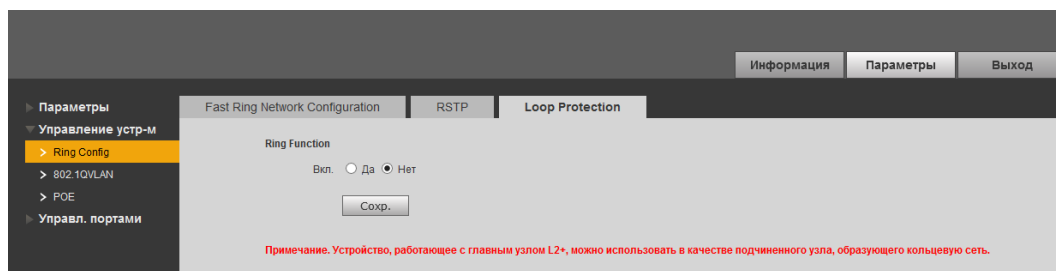 Информация Параметры Выход
Параметры
Управление устр-м
Ring Config
802.1QVLAN
POE
Управл. портами
Fast Ring Network Configuration RSTP Loop Protection
Ring Function
Вкл. Да Нет
Сохр.
Примечание. Устройство, работающее с главным узлом L2+, можно использовать в качестве подчиненного узла, образующего кольцевую сеть.